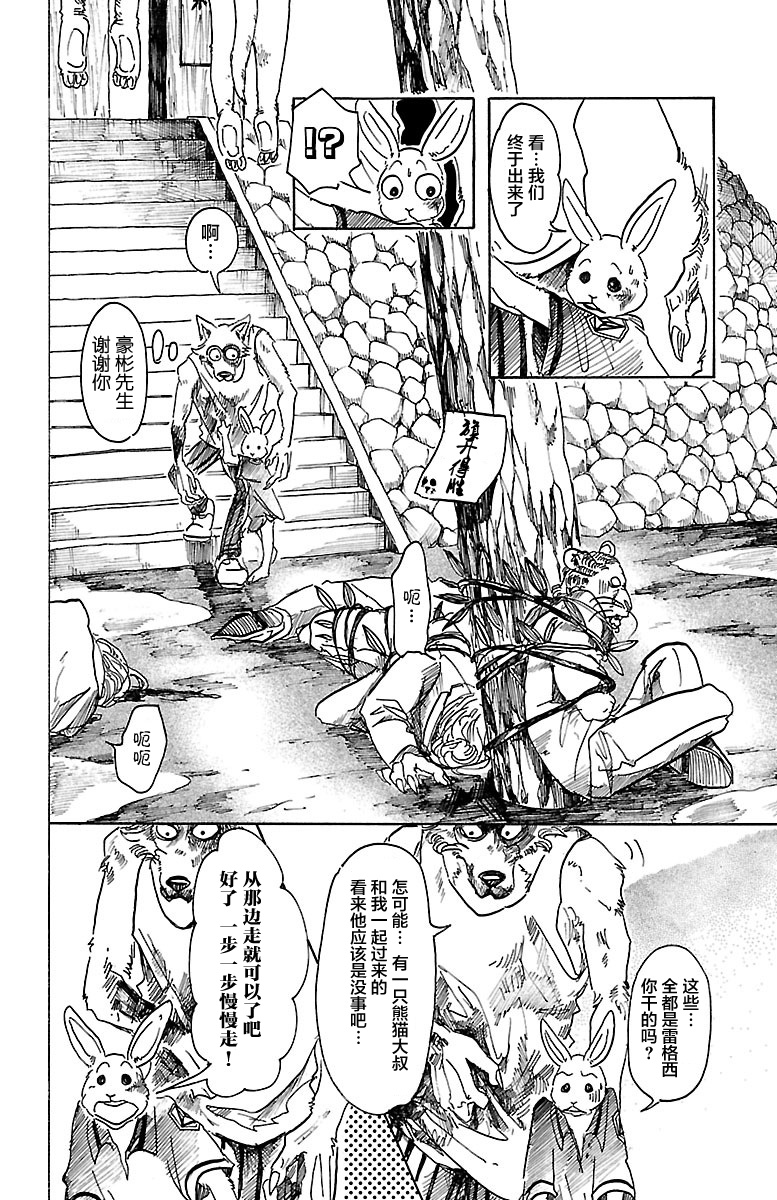 看…我们
终于出来
了
!?
啊…
豪彬先生
谢谢你
呃…
呃
呃
这些…
全都是雷格西
你干的吗？
怎可能… 有一只熊猫大叔
和我一起过来的
看来他应该是没事吧…
从那边走就可以了吧
好了 一步一步慢慢走！